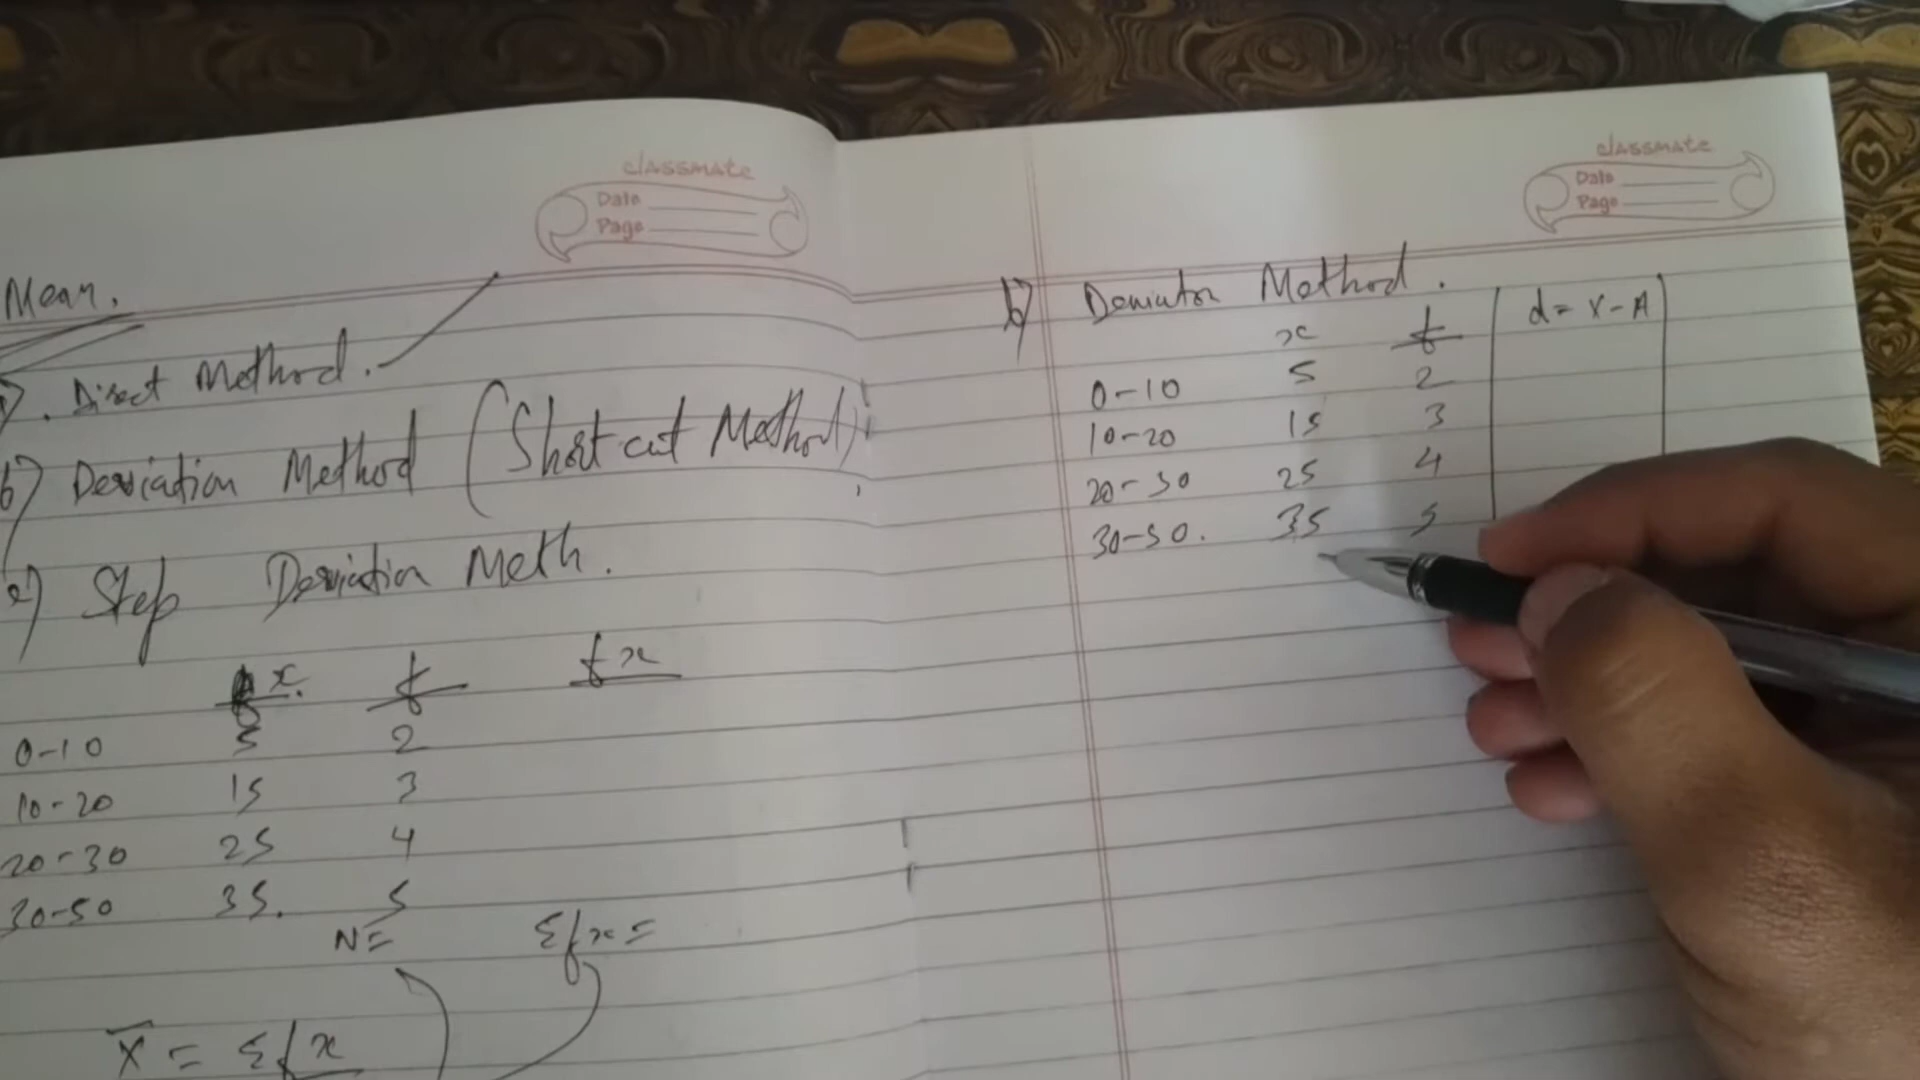 classmate
Date
Page
Mean.
a). Direct Method.
b) Deviation Method (Short cut Method)
c) Step Deviation Meth.
x. f fx
0-10 5 2
10-20 15 3
20-30 25 4
30-50 35. 5
N= Σfx=
X̄ = Σfx
classmate
Date
Page
b) Deviaton Method.
x f d = X-A
0-10 5 2
10-20 15 3
20-30 25 4
30-50. 35 5